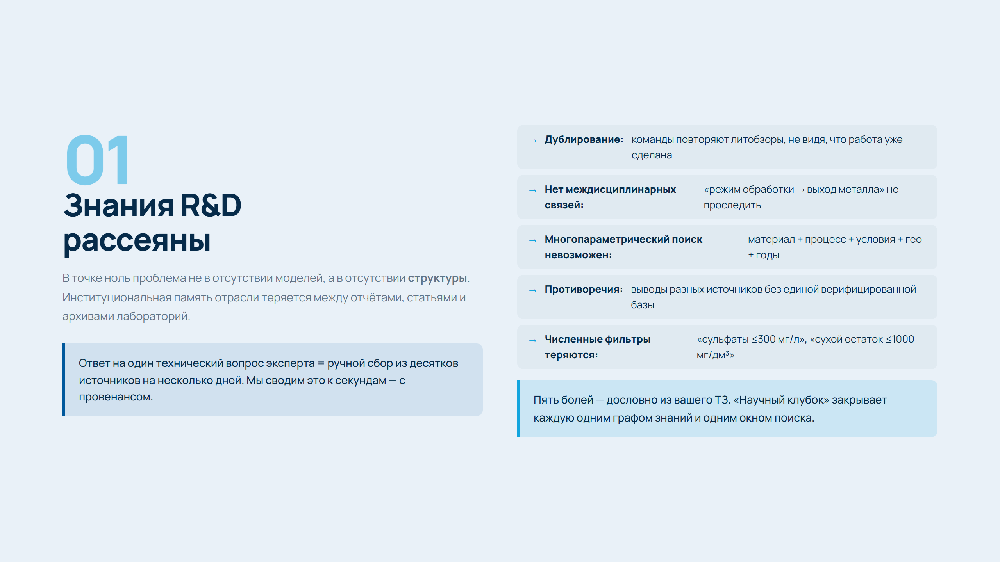 01
Знания R&D
рассеяны
В точке ноль проблема не в отсутствии моделей, а в отсутствии структуры.
Институциональная память отрасли теряется между отчётами, статьями и
архивами лабораторий.
Ответ на один технический вопрос эксперта = ручной сбор из десятков
источников на несколько дней. Мы сводим это к секундам — с
провенансом.
→ Дублирование: команды повторяют литобзоры, не видя, что работа уже
сделана
→ Нет междисциплинарных «режим обработки → выход металла» не
связей: проследить
→ Многопараметрический поиск материал + процесс + условия + гео
невозможен: + годы
→ Противоречия: выводы разных источников без единой верифицированной
базы
→ Численные фильтры «сульфаты ≤300 мг/л», «сухой остаток ≤1000
теряются: мг/дм³»
Пять болей — дословно из вашего ТЗ. «Научный клубок» закрывает
каждую одним графом знаний и одним окном поиска.